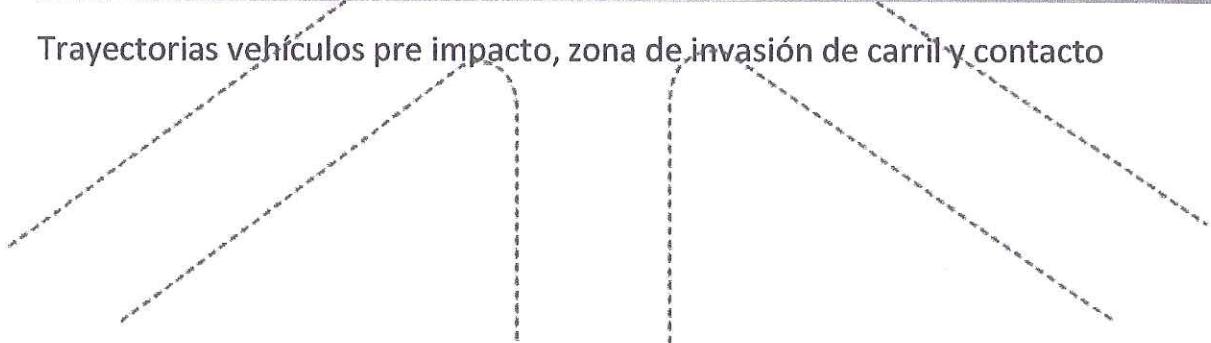 Trayectorias vehículos pre impacto, zona de invasión de carril y contacto